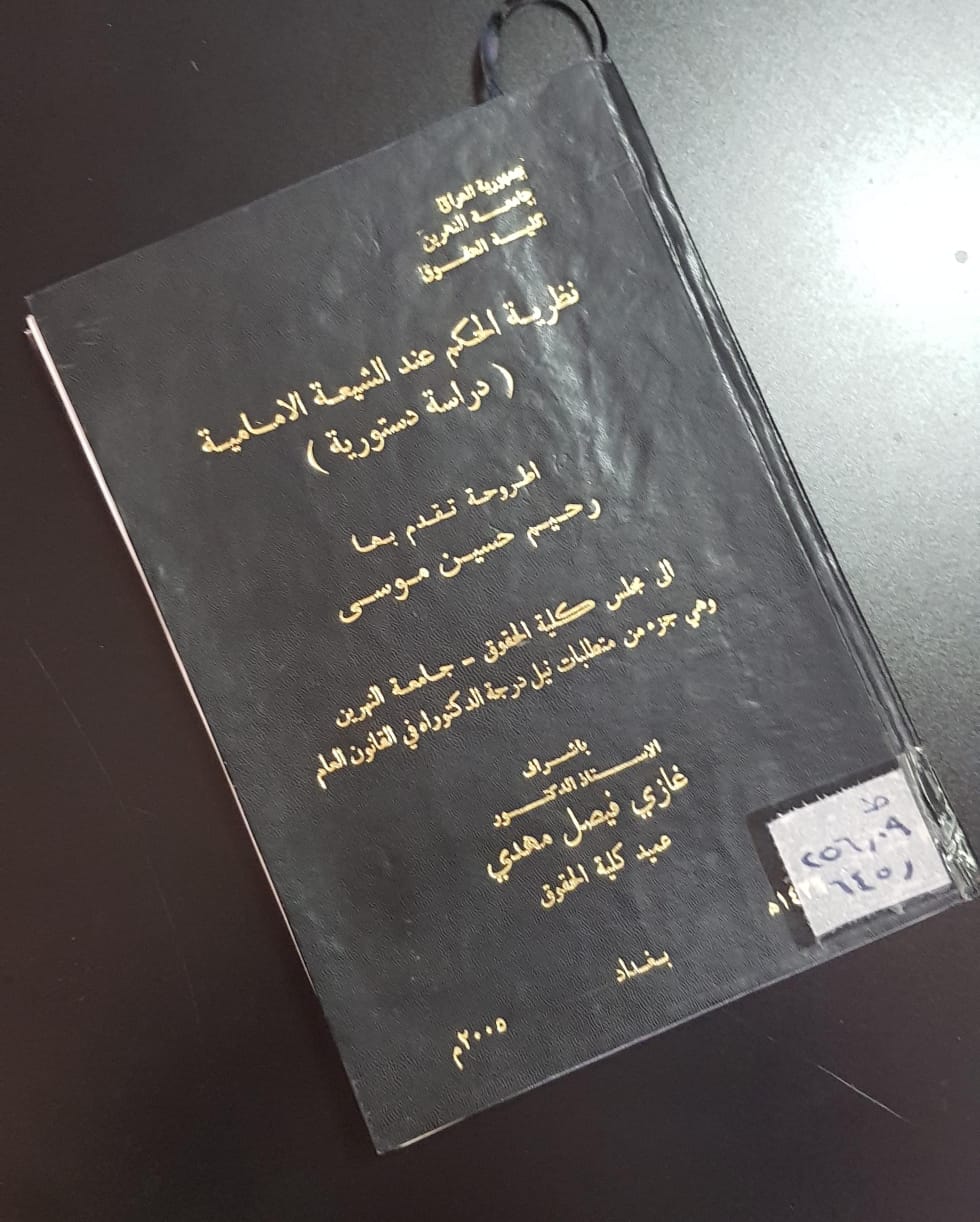 جمهورية العراق
جامعة النهرين
كلية الحقوق
نظرية الحكم عند الشيعة الامامية
( دراسة دستورية )
اطروحة تقدم بها
رحيم حسين موسى
الى مجلس كلية الحقوق - جامعة النهرين
وهي جزء من متطلبات نيل درجة الدكتوراه في القانون العام
باشراف
الاستاذ الدكتور
غازي فيصل مهدي
عميد كلية الحقوق
بغداد
٢٠٠٥م